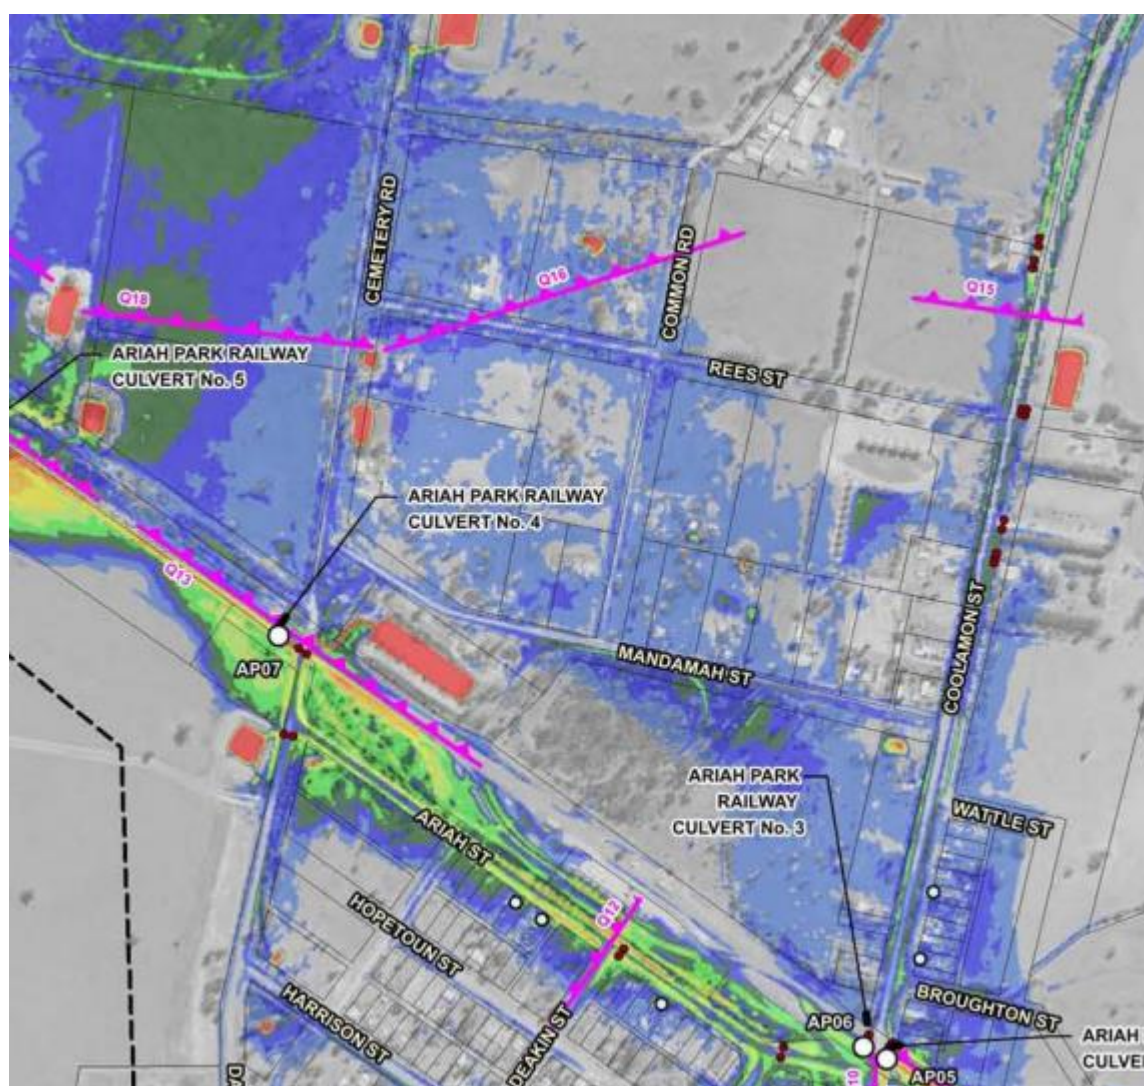 CEMETERY RD
COMMON RD
Q18
Q16
Q15
ARIAH PARK RAILWAY
CULVERT No. 5
REES ST
ARIAH PARK RAILWAY
CULVERT No. 4
Q13
AP07
MANDAMAH ST
COOLAMON ST
ARIAH PARK
RAILWAY
CULVERT No. 3
WATTLE ST
ARIAH ST
HOPETOUN ST
Q12
HARRISON ST
DEAKIN ST
BROUGHTON ST
AP06
ARIAH
AP05